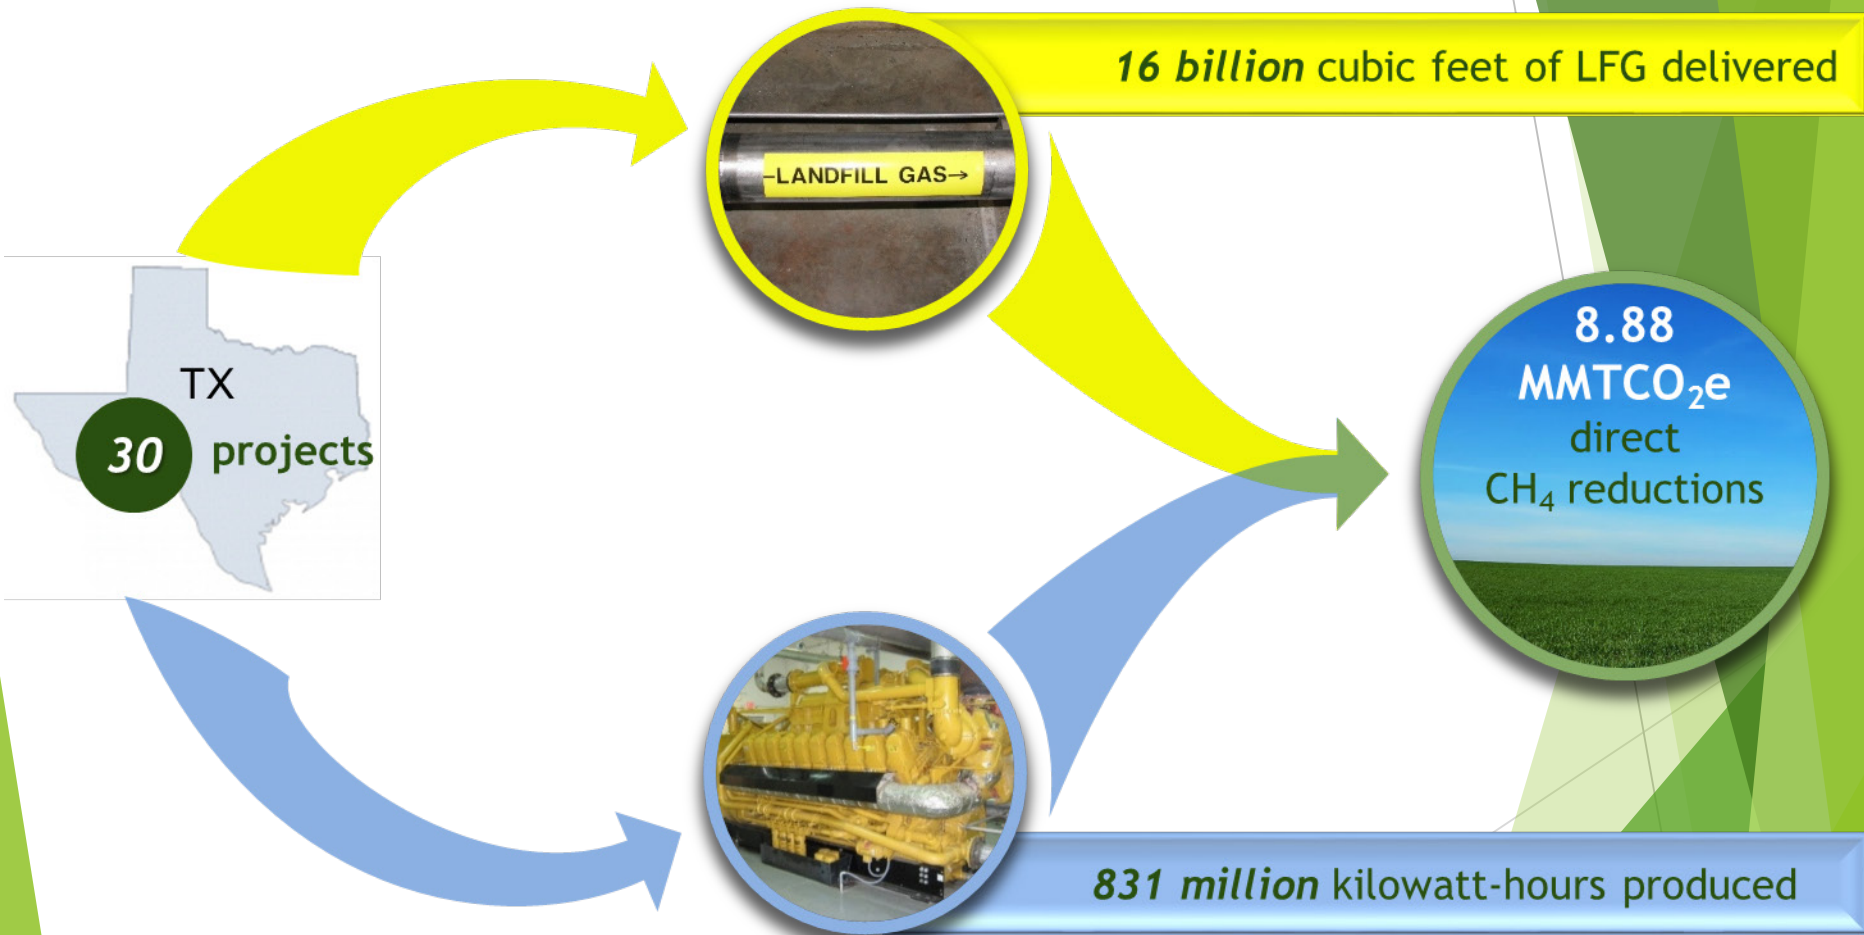 16 billion cubic feet of LFG delivered
-LANDFILL GAS→
TX
30 projects
8.88
MMTCO₂e
direct
CH₄ reductions
831 million kilowatt-hours produced